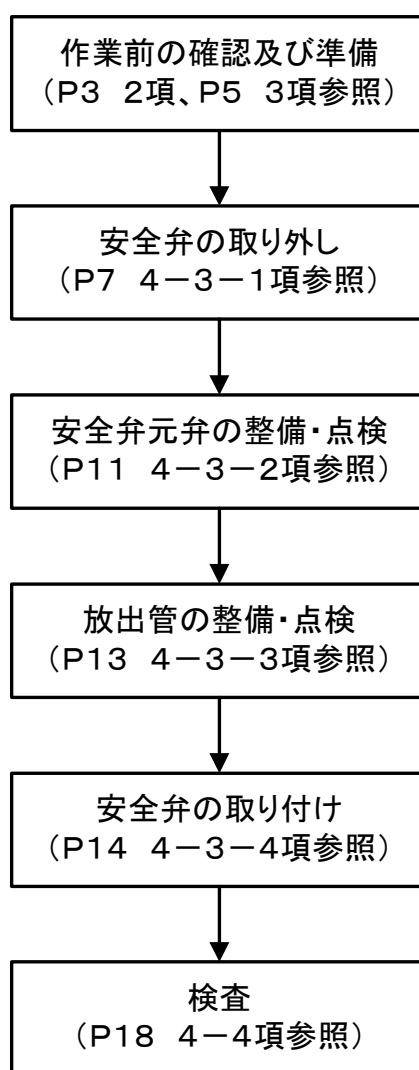 作業前の確認及び準備
（P3　2項、P5　3項参照）
安全弁の取り外し
（P7　4－3－1項参照）
安全弁元弁の整備・点検
（P11　4－3－2項参照）
放出管の整備・点検
（P13　4－3－3項参照）
安全弁の取り付け
（P14　4－3－4項参照）
検査
（P18　4－4項参照）